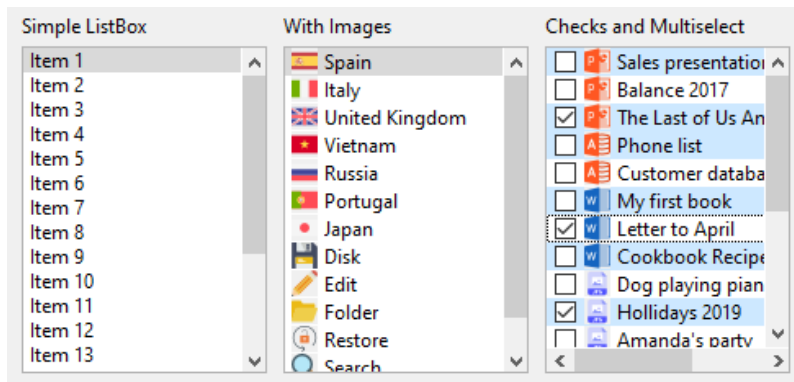 Simple ListBox
Item 1
Item 2
Item 3
Item 4
Item 5
Item 6
Item 7
Item 8
Item 9
Item 10
Item 11
Item 12
Item 13
With Images
Spain
Italy
United Kingdom
Vietnam
Russia
Portugal
Japan
Disk
Edit
Folder
Restore
Search
Checks and Multiselect
Sales presentation
Balance 2017
The Last of Us An
Phone list
Customer databa
My first book
Letter to April
Cookbook Recipe
Dog playing pian
Hollidays 2019
Amanda's party